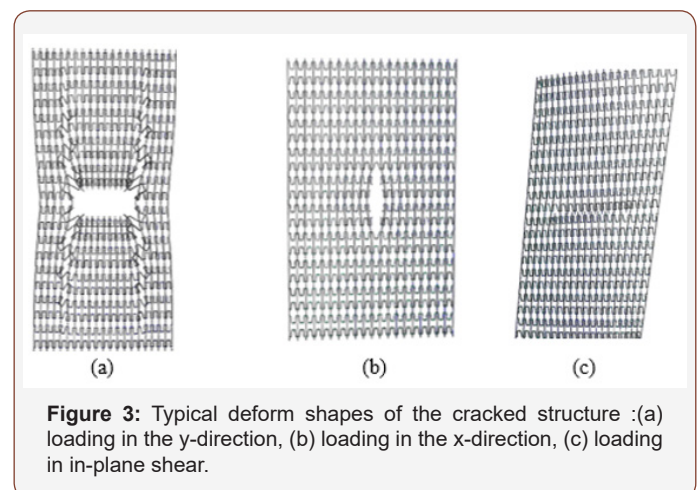 (a) (b) (c)
Figure 3: Typical deform shapes of the cracked structure :(a)
loading in the y-direction, (b) loading in the x-direction, (c) loading
in in-plane shear.